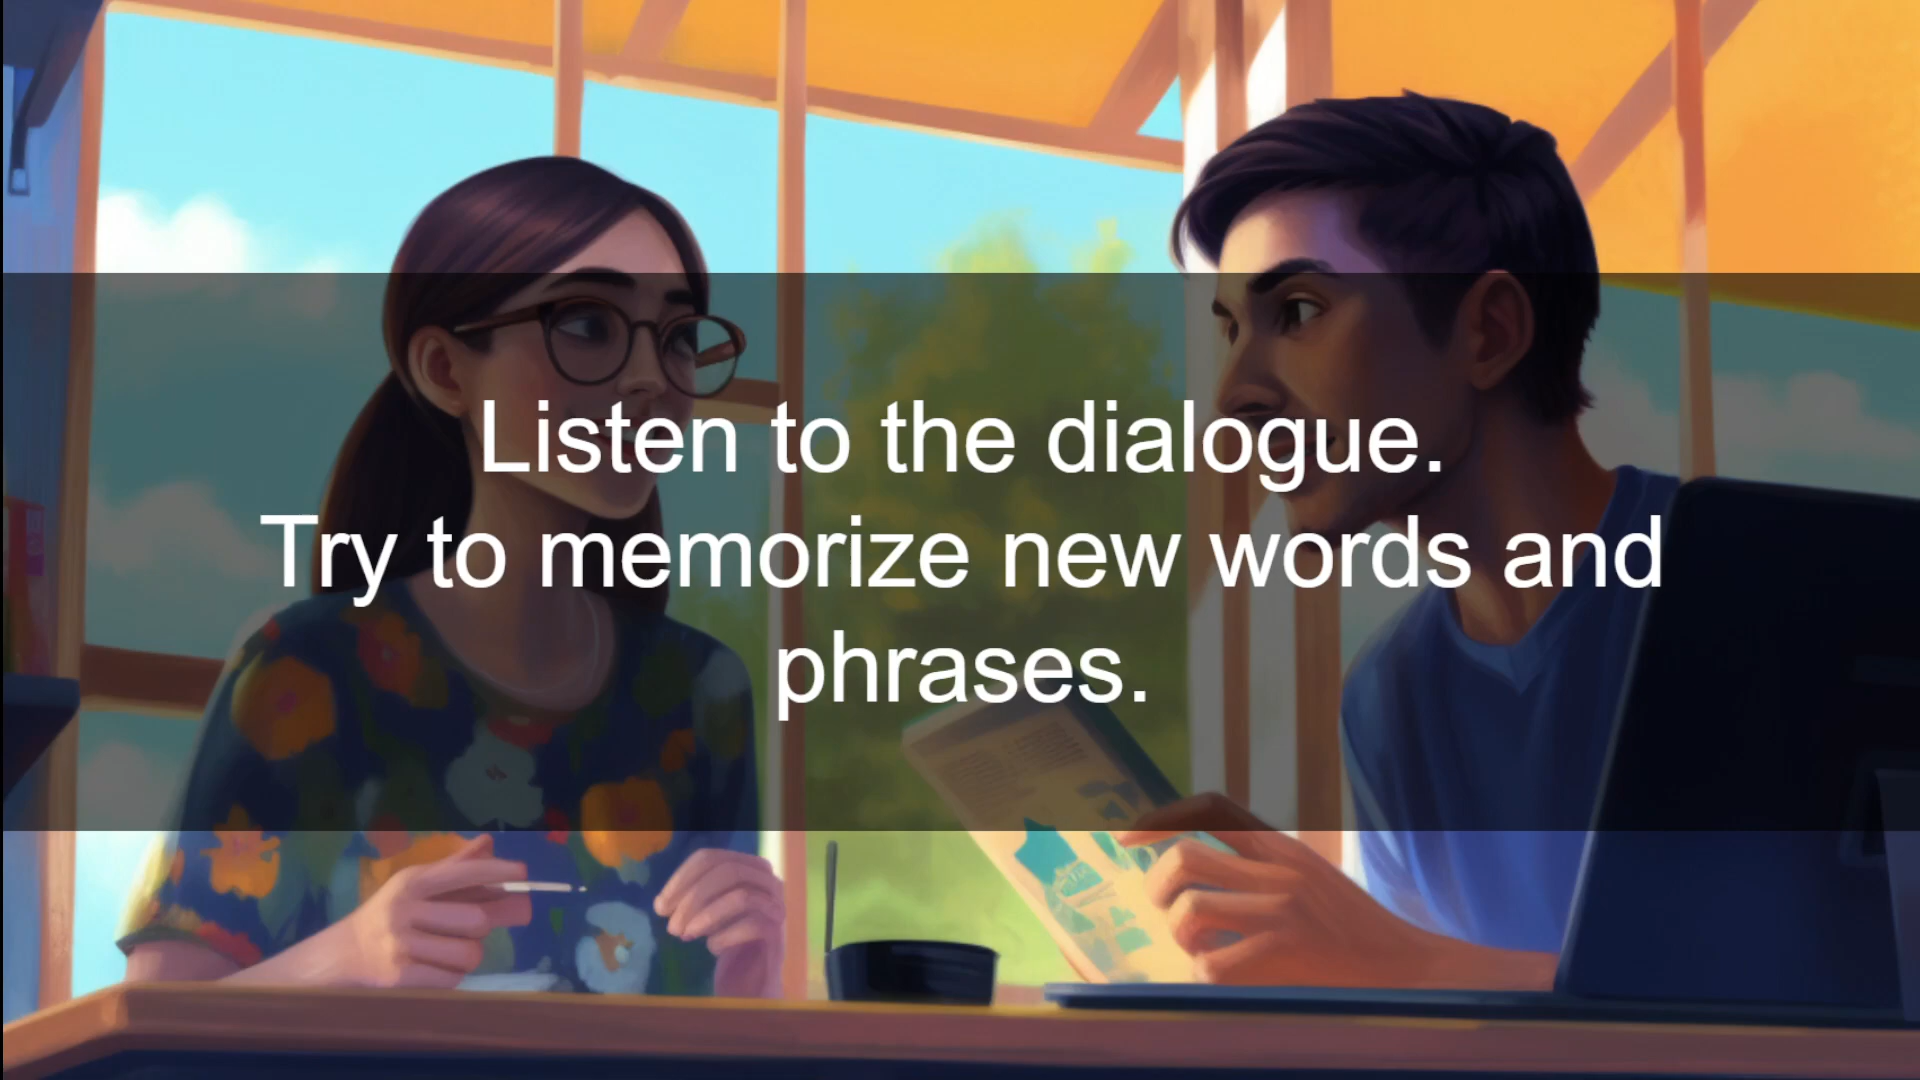 Listen to the dialogue.
Try to memorize new words and
phrases.